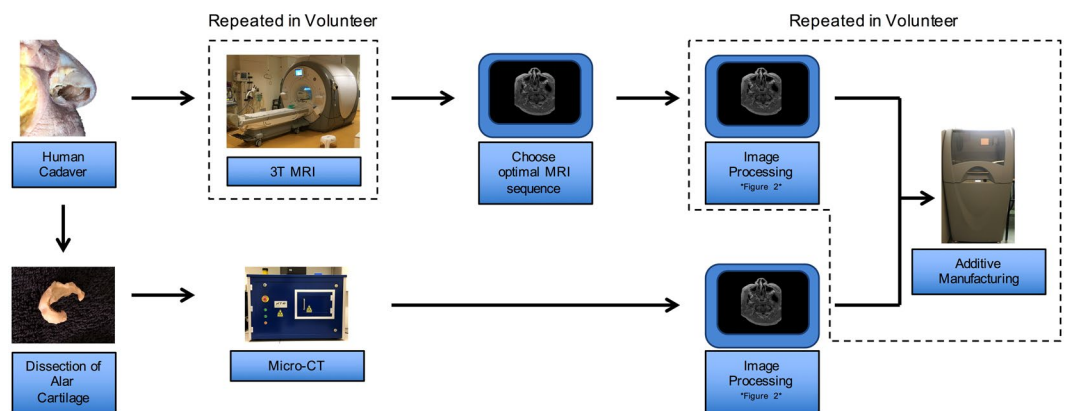 Repeated in Volunteer
Repeated in Volunteer
Human
Cadaver
3T MRI
Choose
optimal MRI
sequence
Image
Processing
*Figure 2*
Additive
Manufacturing
Dissection of
Alar
Cartilage
Micro-CT
Image
Processing
*Figure 2*